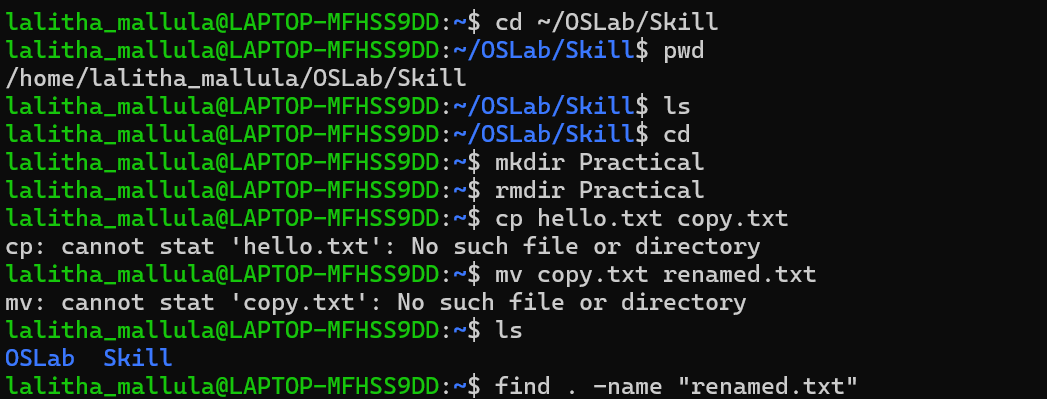 lalitha_mallula@LAPTOP-MFHSS9DD:~$ cd ~/OSLab/Skill
lalitha_mallula@LAPTOP-MFHSS9DD:~/OSLab/Skill$ pwd
/home/lalitha_mallula/OSLab/Skill
lalitha_mallula@LAPTOP-MFHSS9DD:~/OSLab/Skill$ ls
lalitha_mallula@LAPTOP-MFHSS9DD:~/OSLab/Skill$ cd
lalitha_mallula@LAPTOP-MFHSS9DD:~$ mkdir Practical
lalitha_mallula@LAPTOP-MFHSS9DD:~$ rmdir Practical
lalitha_mallula@LAPTOP-MFHSS9DD:~$ cp hello.txt copy.txt
cp: cannot stat 'hello.txt': No such file or directory
lalitha_mallula@LAPTOP-MFHSS9DD:~$ mv copy.txt renamed.txt
mv: cannot stat 'copy.txt': No such file or directory
lalitha_mallula@LAPTOP-MFHSS9DD:~$ ls
OSLab  Skill
lalitha_mallula@LAPTOP-MFHSS9DD:~$ find . -name "renamed.txt"